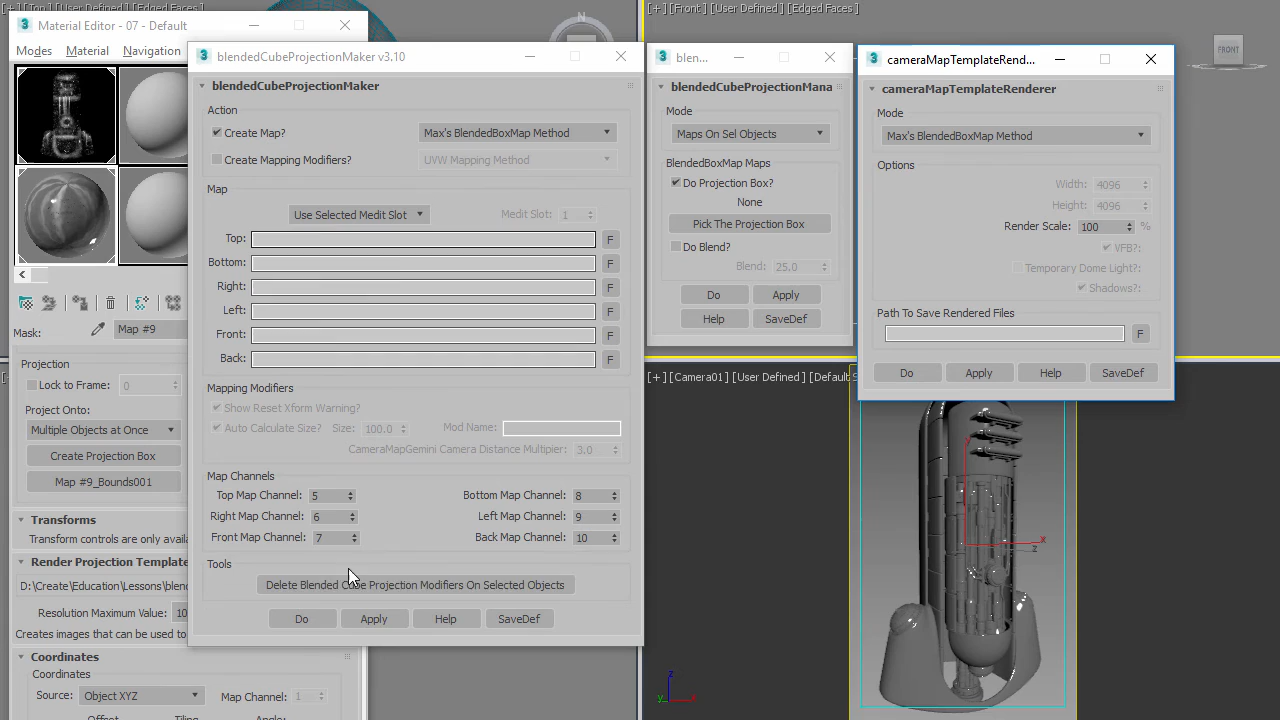 [+] [Top] [User Defined] [Edged Faces]
[+] [Front] [User Defined] [Edged Faces]
Material Editor - 07 - Default
Modes Material Navigation
Mask: Map #9
Projection
Lock to Frame: 0
Project Onto:
Multiple Objects at Once
Create Projection Box
Map #9_Bounds001
Transforms
Transform controls are only avail
Render Projection Template
D:\Create\Education\Lessons\blen
Resolution Maximum Value: 10
Creates images that can be used to
Coordinates
Coordinates
Source: Object XYZ Map Channel: 1
Offset
blendedCubeProjectionMaker v3.10
blendedCubeProjectionMaker
Action
Create Map? Max's BlendedBoxMap Method
Create Mapping Modifiers? UVW Mapping Method
Map
Use Selected Medit Slot Medit Slot: 1
Top: F
Bottom: F
Right: F
Left: F
Front: F
Back: F
Mapping Modifiers
Show Reset Xform Warning?
Auto Calculate Size? Size: 100.0 Mod Name:
CameraMapGemini Camera Distance Multiplier: 3.0
Map Channels
Top Map Channel: 5 Bottom Map Channel: 8
Right Map Channel: 6 Left Map Channel: 9
Front Map Channel: 7 Back Map Channel: 10
Tools
Delete Blended Cube Projection Modifiers On Selected Objects
Do Apply Help SaveDef
blen...
blendedCubeProjectionMana
Mode
Maps On Sel Objects
BlendedBoxMap Maps
Do Projection Box?
None
Pick The Projection Box
Do Blend?
Blend: 25.0
Do Apply
Help SaveDef
cameraMapTemplateRend...
cameraMapTemplateRenderer
Mode
Max's BlendedBoxMap Method
Options
Width: 4096
Height: 4096
Render Scale: 100 %
VFB?:
Temporary Dome Light?:
Shadows?:
Path To Save Rendered Files
F
Do Apply Help SaveDef
N
FRONT
[+] [Camera01] [User Defined] [Default S
y
x
z
z
y
x